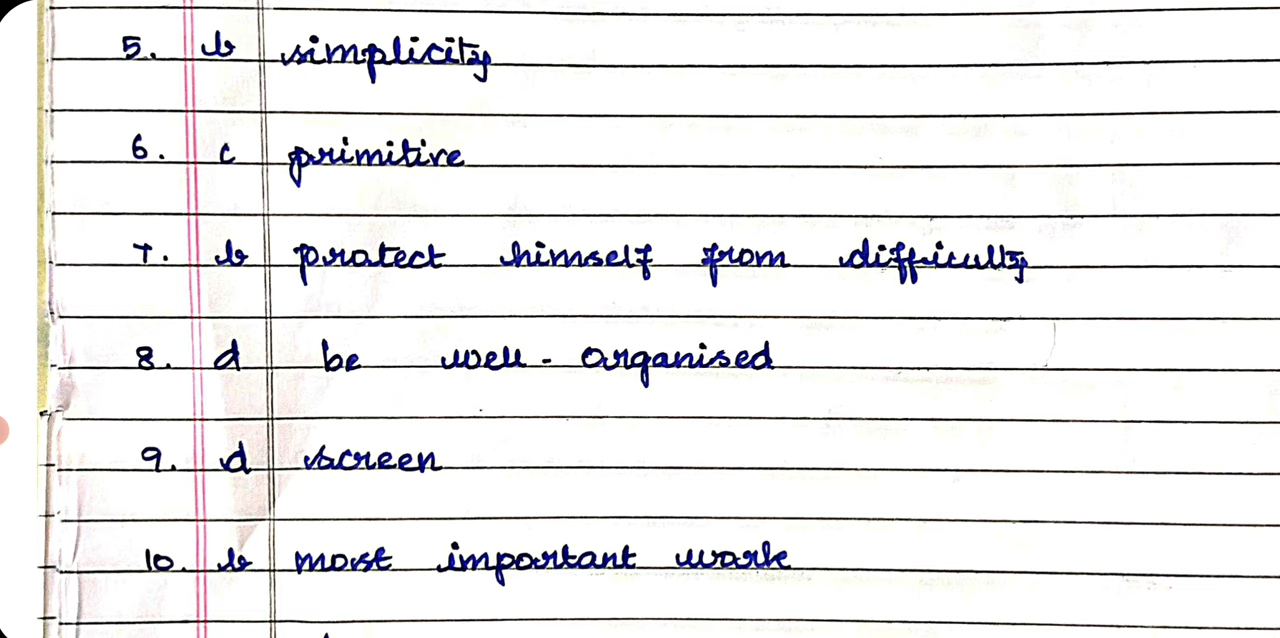 5. b simplicity
6. c primitive
7. b protect himself from difficulty
8. d be well - organised
9. d screen
10. b most important work